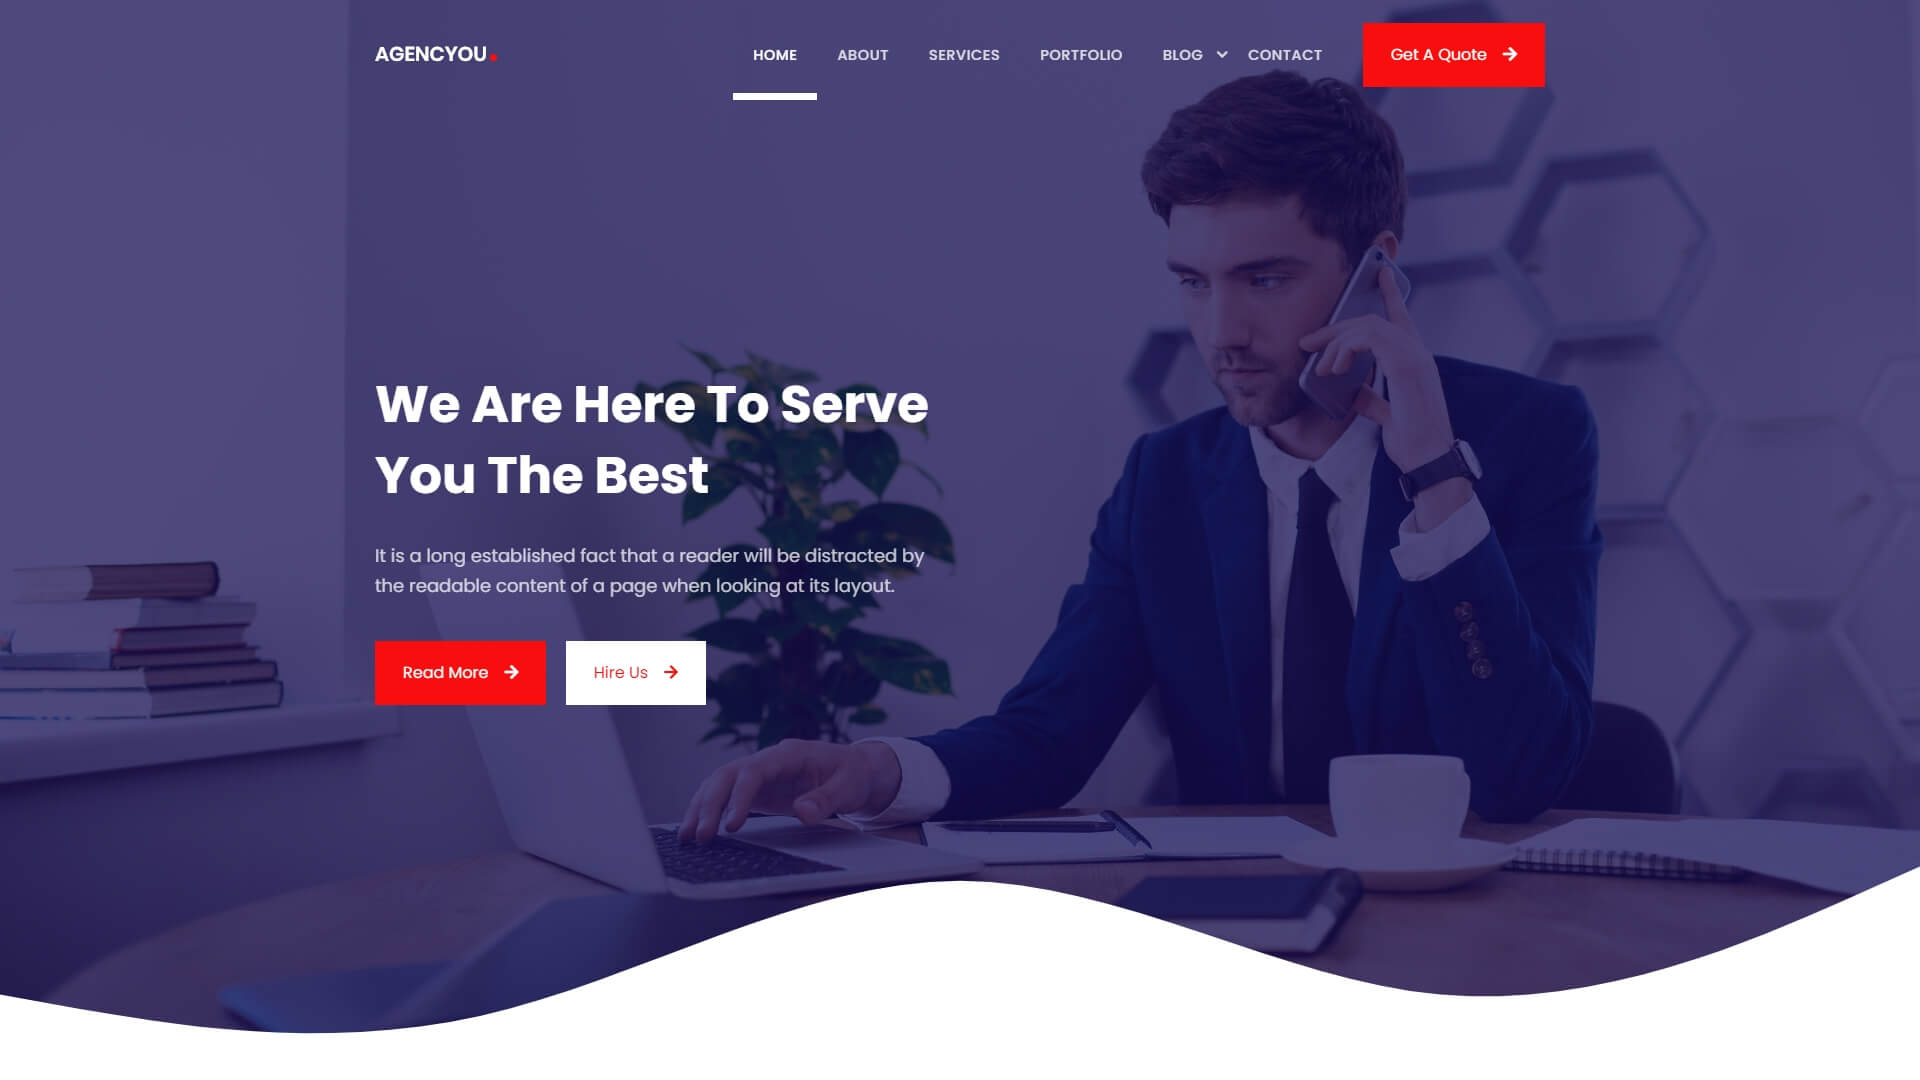 AGENCYOU.
HOME ABOUT SERVICES PORTFOLIO BLOG CONTACT Get A Quote
We Are Here To Serve
You The Best
It is a long established fact that a reader will be distracted by
the readable content of a page when looking at its layout.
Read More Hire Us